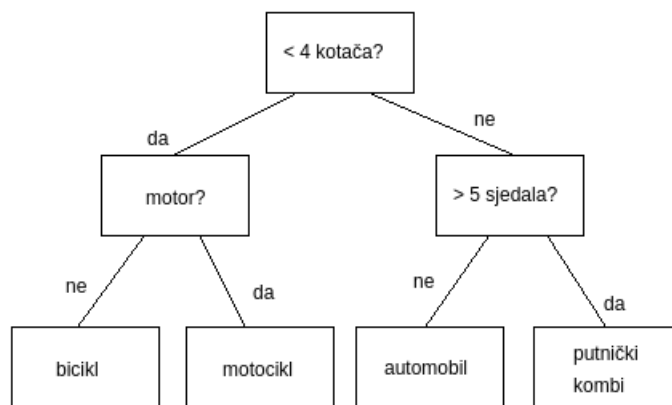 < 4 kotača?
da
ne
motor?
> 5 sjedala?
ne
da
ne
da
bicikl
motocikl
automobil
putnički
kombi